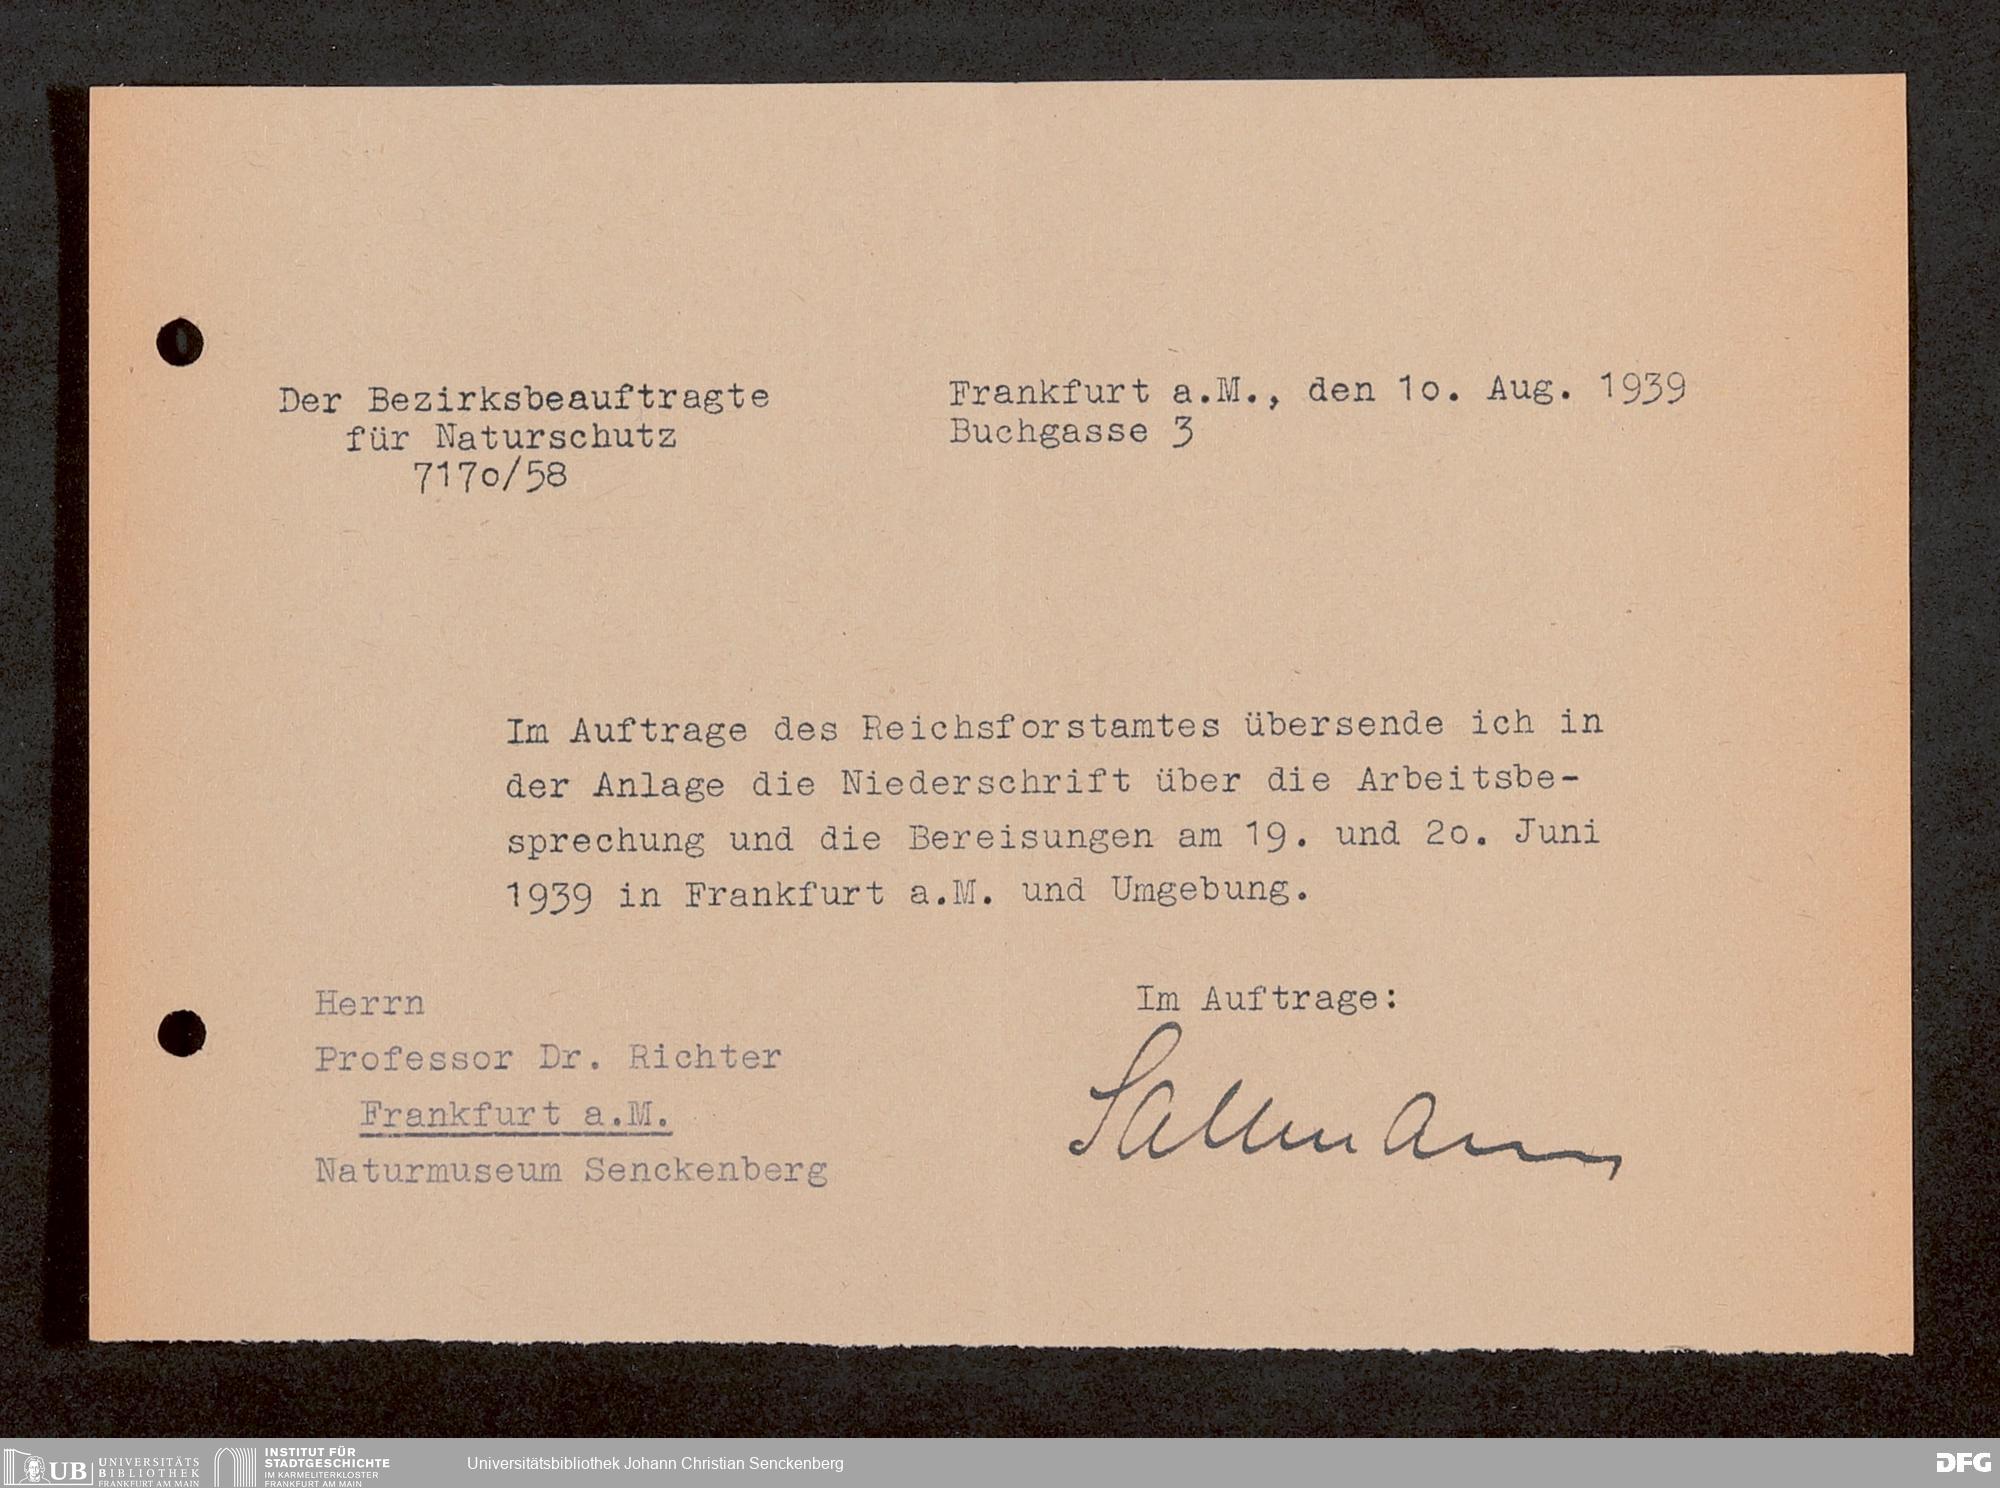 Der Bezirksbeauftragte
für Naturschutz
717o/58
Frankfurt a.M., den 1o. Aug. 1939
Buchgasse 3
Im Auftrage des Reichsforstamtes übersende ich in
der Anlage die Niederschrift über die Arbeitsbe-
sprechung und die Bereisungen am 19. und 2o. Juni
1939 in Frankfurt a.M. und Umgebung.
Herrn
Professor Dr. Richter
Frankfurt a.M.
Naturmuseum Senckenberg
Im Auftrage:
Sallmann
UB UNIVERSITÄTS
BIBLIOTHEK
FRANKFURT AM MAIN
INSTITUT FÜR
STADTGESCHICHTE
IM KARMELITERKLOSTER
FRANKFURT AM MAIN
Universitätsbibliothek Johann Christian Senckenberg
DFG